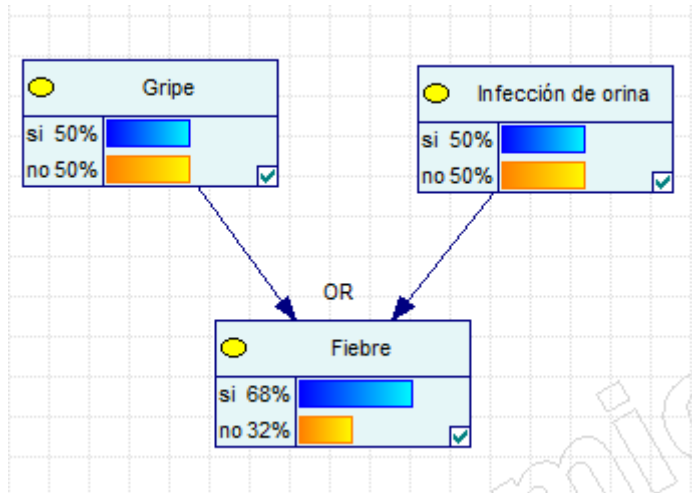 Gripe
si 50%
no 50%
Infección de orina
si 50%
no 50%
OR
Fiebre
si 68%
no 32%